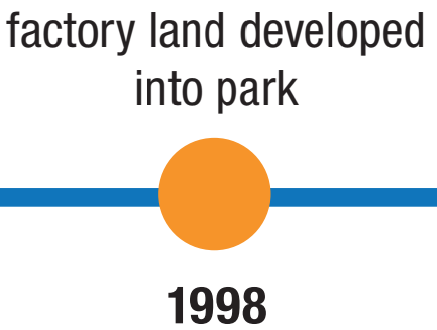 factory land developed
into park
1998